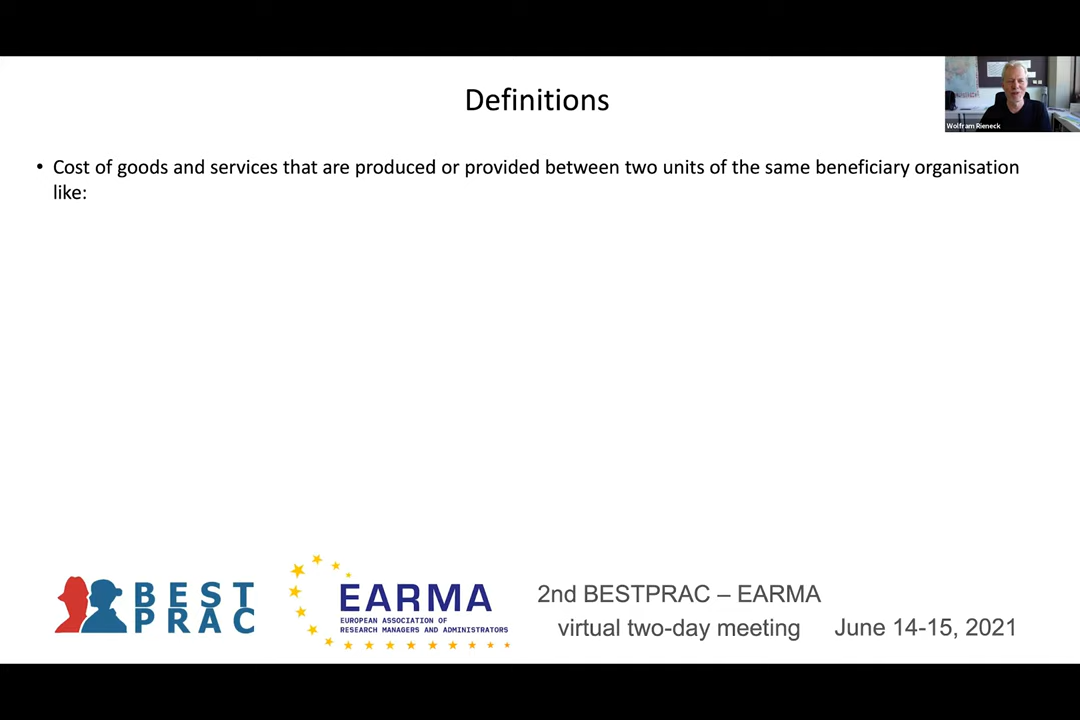 Definitions
Wolfram Rieneck
• Cost of goods and services that are produced or provided between two units of the same beneficiary organisation
like:
BEST
PRAC
EARMA
EUROPEAN ASSOCIATION OF
RESEARCH MANAGERS AND ADMINISTRATORS
2nd BESTPRAC – EARMA
virtual two-day meeting
June 14-15, 2021